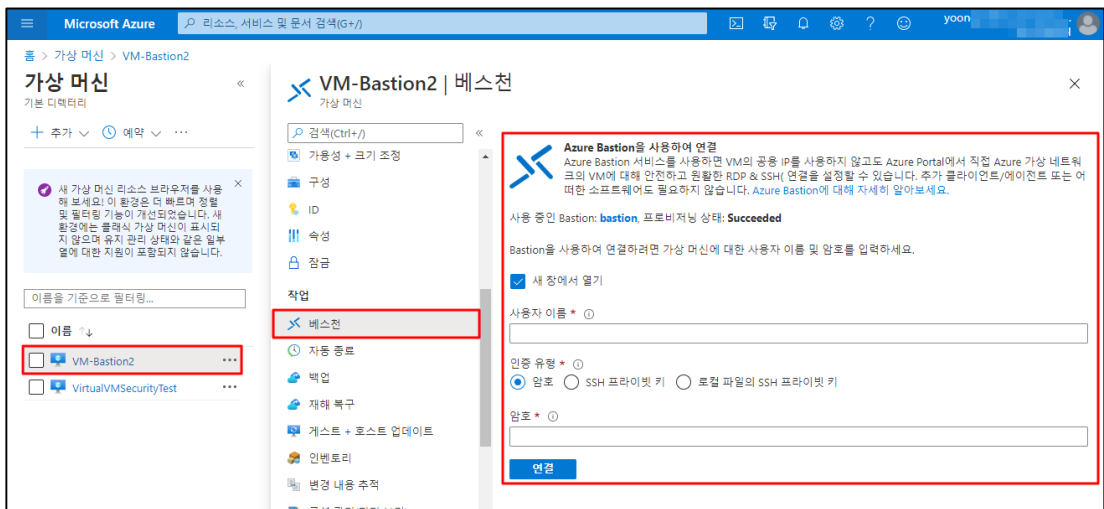 Microsoft Azure
리소스, 서비스 및 문서 검색(G+/)
yoon
홈 > 가상 머신 > VM-Bastion2
가상 머신
기본 디렉터리
추가
예약
새 가상 머신 리소스 브라우저를 사용
해 보세요! 이 환경은 더 빠르며 정렬
및 필터링 기능이 개선되었습니다. 새
환경에는 클래식 가상 머신이 표시되
지 않으며 유지 관리 상태와 같은 일부
열에 대한 지원이 포함되지 않습니다.
이름을 기준으로 필터링...
이름
VM-Bastion2
VirtualVMSecurityTest
VM-Bastion2 | 베스천
가상 머신
검색(Ctrl+/)
가용성 + 크기 조정
구성
ID
속성
잠금
작업
베스천
자동 종료
백업
재해 복구
게스트 + 호스트 업데이트
인벤토리
변경 내용 추적
Azure Bastion을 사용하여 연결
Azure Bastion 서비스를 사용하면 VM의 공용 IP를 사용하지 않고도 Azure Portal에서 직접 Azure 가상 네트워
크의 VM에 대해 안전하고 원활한 RDP & SSH( 연결을 설정할 수 있습니다. 추가 클라이언트/에이전트 또는 어
떠한 소프트웨어도 필요하지 않습니다. Azure Bastion에 대해 자세히 알아보세요.
사용 중인 Bastion: bastion, 프로비저닝 상태: Succeeded
Bastion을 사용하여 연결하려면 가상 머신에 대한 사용자 이름 및 암호를 입력하세요.
새 창에서 열기
사용자 이름 *
인증 유형 *
암호 SSH 프라이빗 키 로컬 파일의 SSH 프라이빗 키
암호 *
연결